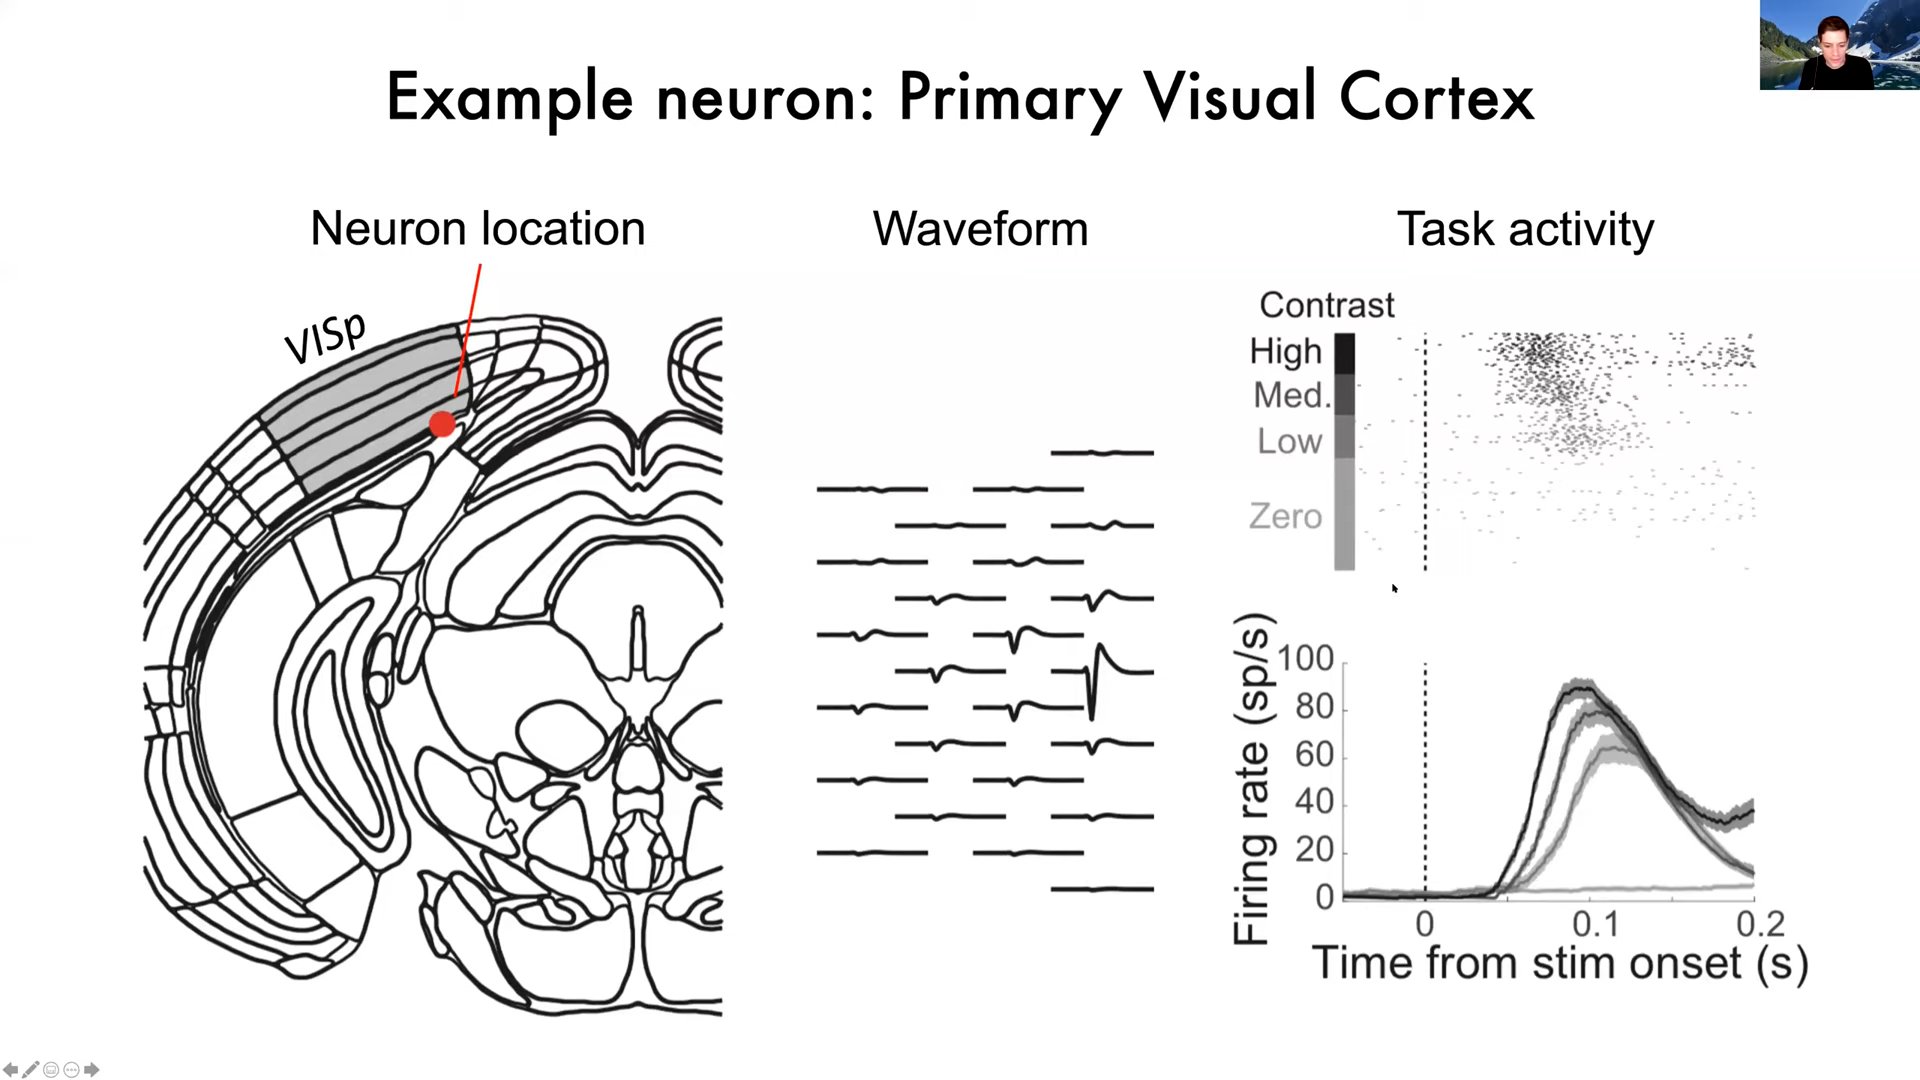 Example neuron: Primary Visual Cortex
Neuron location
VISp
Waveform
Task activity
Contrast
High
Med.
Low
Zero
Firing rate (sp/s)
100
80
60
40
20
0
0 0.1 0.2
Time from stim onset (s)